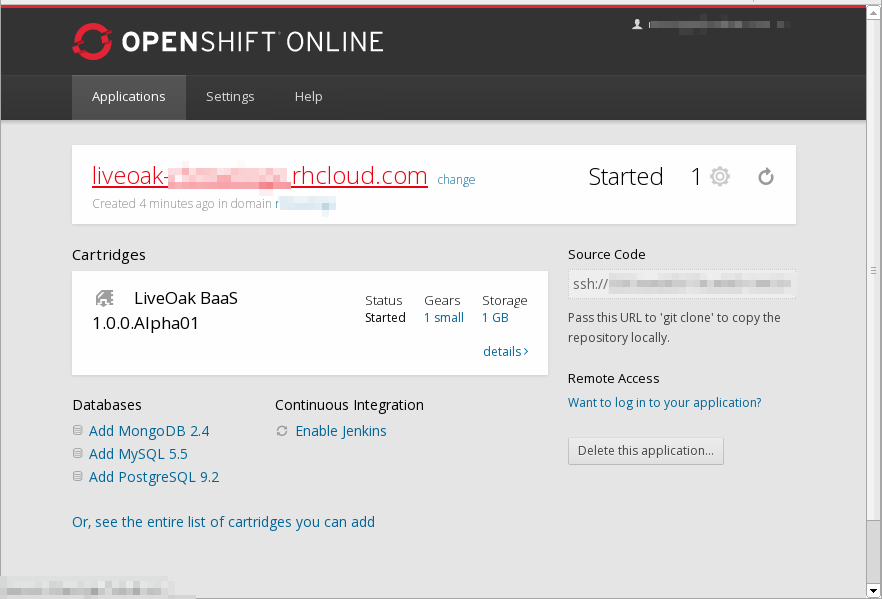 OPENSHIFT ONLINE
Applications Settings Help
liveoak- .rhcloud.com change
Started 1
Created 4 minutes ago in domain
Cartridges
LiveOak BaaS
1.0.0.Alpha01
Status Gears Storage
Started 1 small 1 GB
details
Source Code
ssh://
Pass this URL to 'git clone' to copy the
repository locally.
Remote Access
Want to log in to your application?
Delete this application...
Databases
Add MongoDB 2.4
Add MySQL 5.5
Add PostgreSQL 9.2
Continuous Integration
Enable Jenkins
Or, see the entire list of cartridges you can add